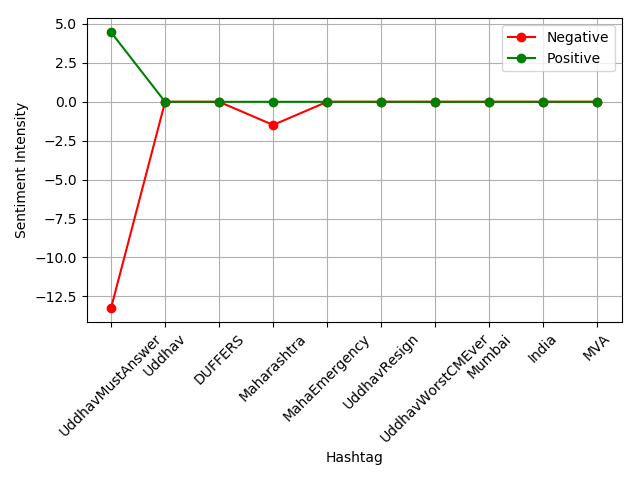 5.0
2.5
0.0
−2.5
−5.0
−7.5
−10.0
−12.5
Sentiment Intensity
Negative
Positive
UddhavMustAnswer
Uddhav
DUFFERS
Maharashtra
MahaEmergency
UddhavResign
UddhavWorstCMEver
Mumbai
India
MVA
Hashtag